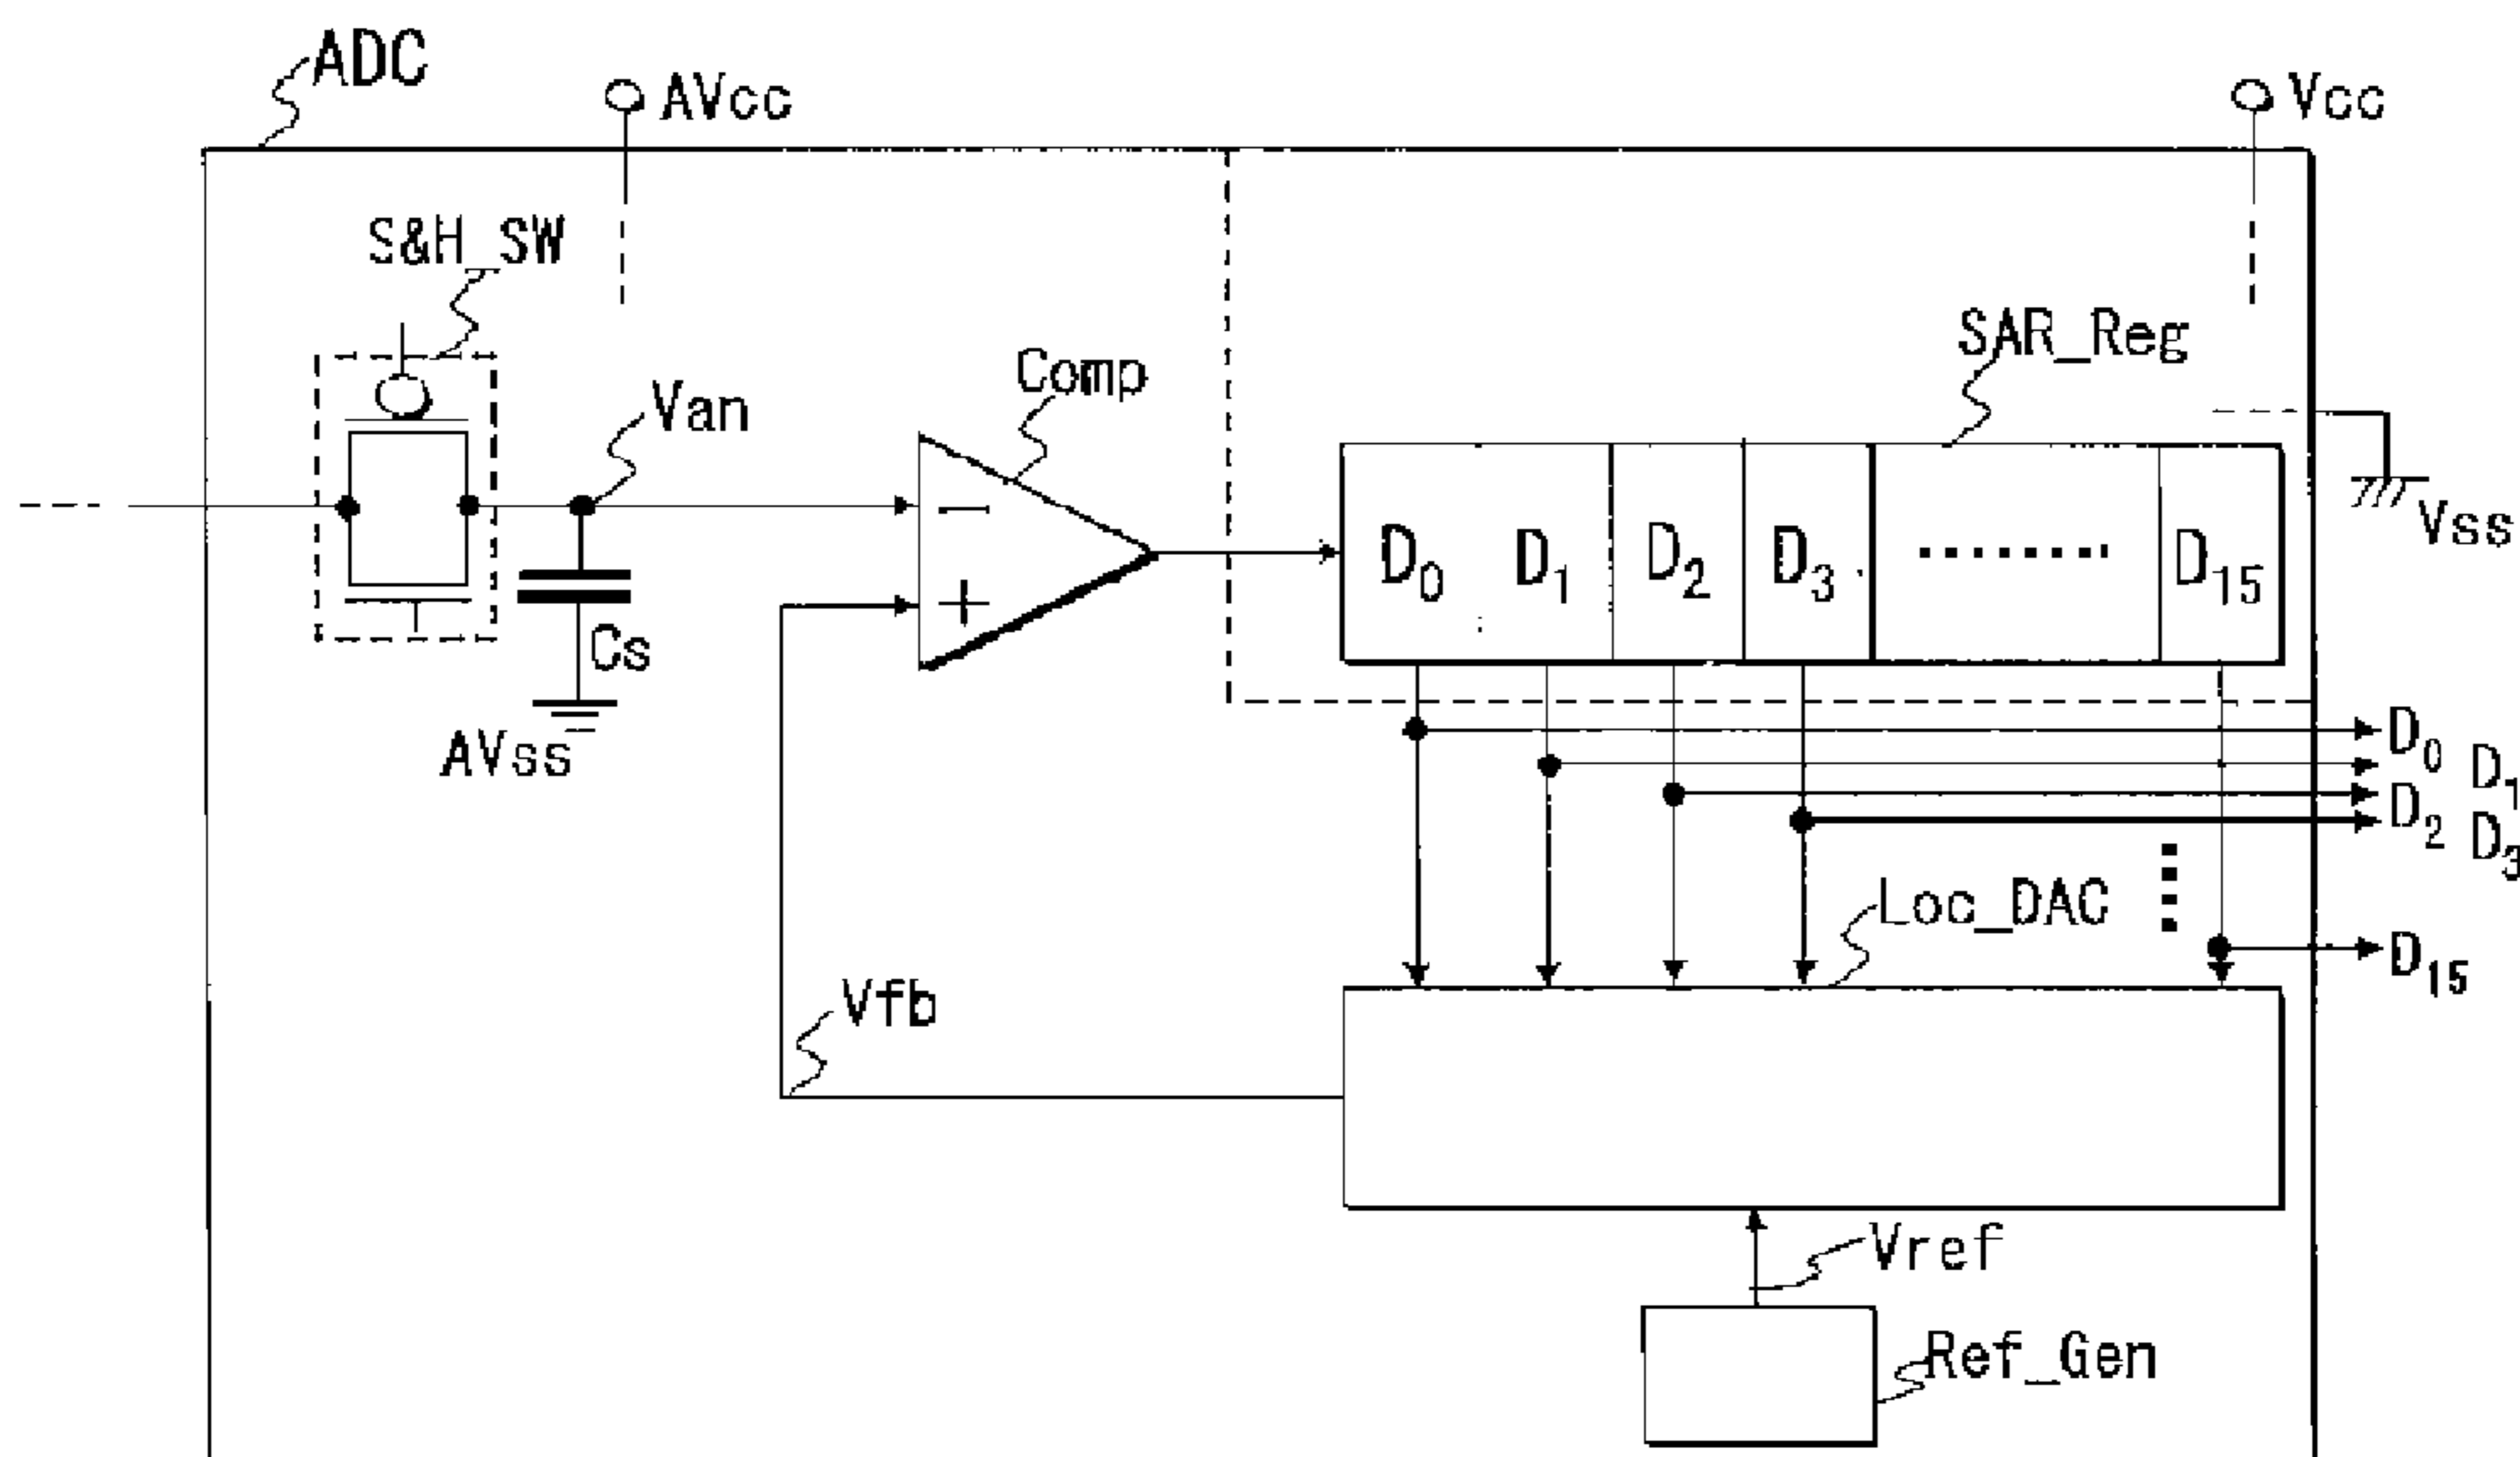 ADC
AVcc
Vcc
S&H_SW
SAR_Reg
Comp
Van
Vss
D0 D1 D2 D3 ········ D15
−
+
Cs
AVss
D0
D1
D2
D3
Loc_DAC
D15
Vfb
Vref
Ref_Gen